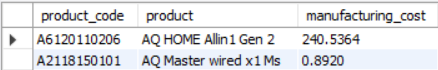 product_code product manufacturing_cost
A6120110206 AQ HOME Allin1 Gen 2 240.5364
A2118150101 AQ Master wired x1 Ms 0.8920